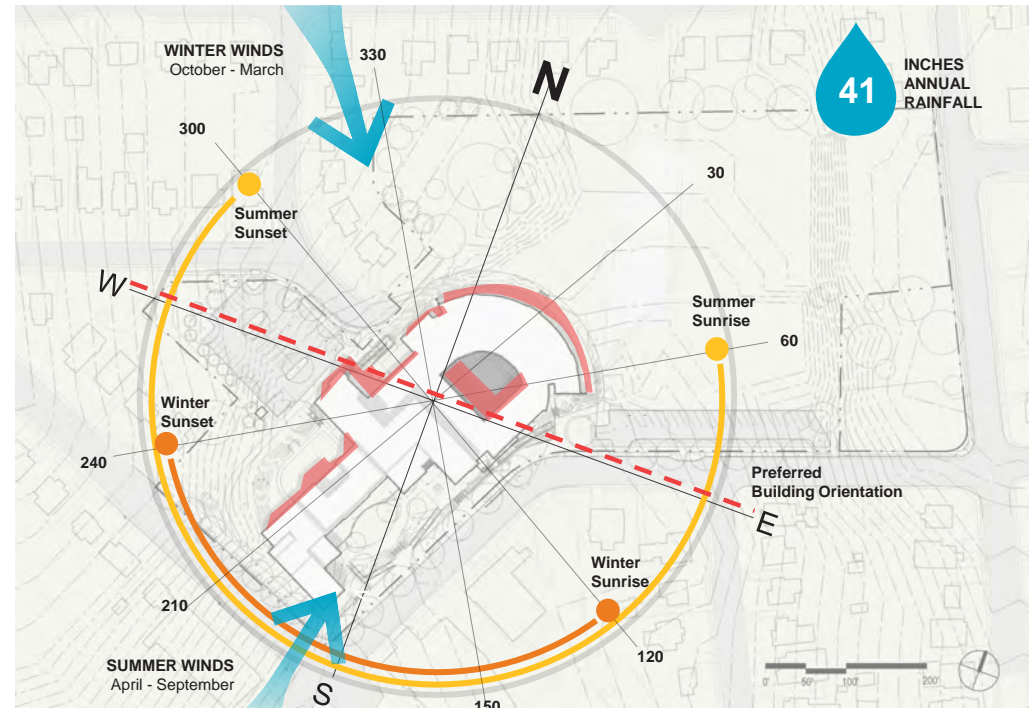 WINTER WINDS
October - March
330
N
41
INCHES
ANNUAL
RAINFALL
300
30
Summer
Sunset
W
Summer
Sunrise
60
Winter
Sunset
240
Preferred
Building Orientation
E
Winter
Sunrise
210
120
SUMMER WINDS
April - September
S
150
0'
50'
100'
200'